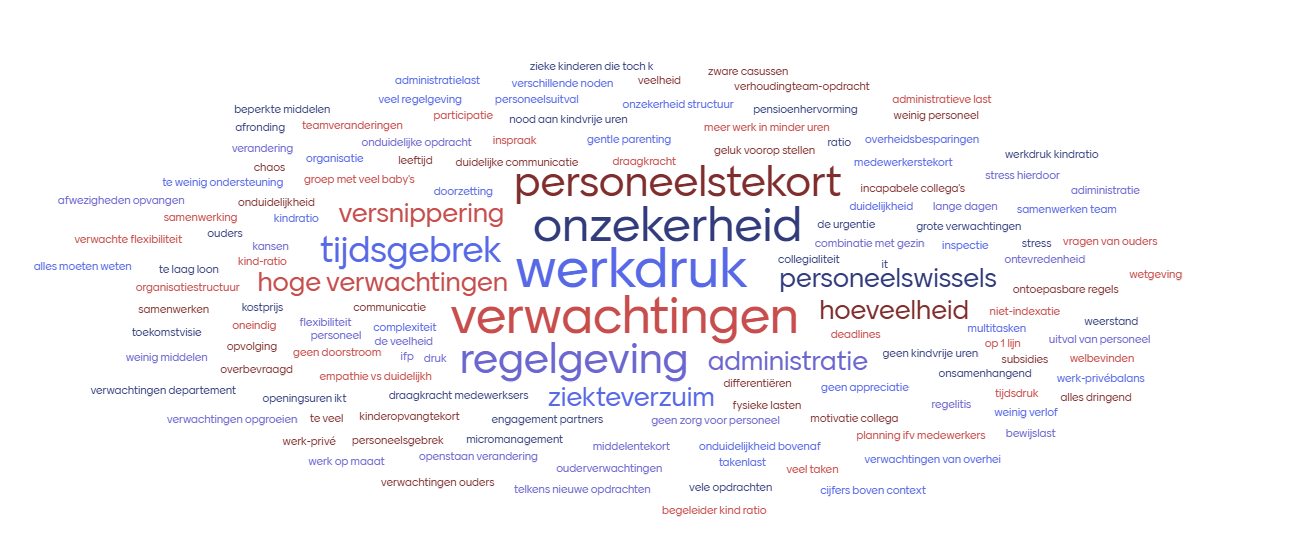 zieke kinderen die toch k
zware casussen
administratielast
verschillende noden
veelheid
verhoudingteam-opdracht
veel regelgeving
personeelsuitval
onzekerheid structuur
pensioenhervorming
administratieve last
beperkte middelen
participatie
nood aan kindvrije uren
weinig personeel
afronding
teamveranderingen
meer werk in minder uren
verandering
onduidelijke opdracht
inspraak
gentle parenting
ratio
overheidsbesparingen
organisatie
leeftijd
duidelijke communicatie
draagkracht
geluk voorop stellen
medewerkerstekort
werkdruk kindratio
chaos
te weinig ondersteuning
groep met veel baby's
doorzetting
personeelstekort
incapabele collega's
stress hierdoor
administratie
afwezigheden opvangen
onduidelijkheid
versnippering
duidelijkheid
lange dagen
samenwerken team
samenwerking
kindratio
onzekerheid
de urgentie
grote verwachtingen
verwachte flexibiliteit
ouders
kansen
tijdsgebrek
combinatie met gezin
inspectie
stress
vragen van ouders
alles moeten weten
te laag loon
kind-ratio
werkdruk
collegialiteit
it
ontevredenheid
organisatiestructuur
hoge verwachtingen
personeelswissels
wetgeving
ontoepasbare regels
samenwerken
kostprijs
communicatie
verwachtingen
hoeveelheid
niet-indexatie
toekomstvisie
oneindig
flexibiliteit
personeel
complexiteit
de veelheid
deadlines
multitasken
weerstand
weinig middelen
opvolging
geen doorstroom
ifp
druk
regelgeving
administratie
geen kindvrije uren
op 1 lijn
uitval van personeel
overbevraagd
empathie vs duidelijkh
subsidies
welbevinden
onsamenhangend
verwachtingen departement
openingsuren ikt
draagkracht medewerksers
ziekteverzuim
differentiëren
geen appreciatie
werk-privébalans
tijdsdruk
alles dringend
verwachtingen opgroeien
te veel
kinderopvangtekort
engagement partners
fysieke lasten
geen zorg voor personeel
motivatie collega
regelitis
weinig verlof
werk-privé
personeelsgebrek
micromanagement
middelentekort
onduidelijkheid bovenaf
planning ifv medewerkers
bewijslast
werk op maaat
openstaan verandering
ouderverwachtingen
takenlast
veel taken
verwachtingen van overhei
verwachtingen ouders
telkens nieuwe opdrachten
vele opdrachten
cijfers boven context
begeleider kind ratio